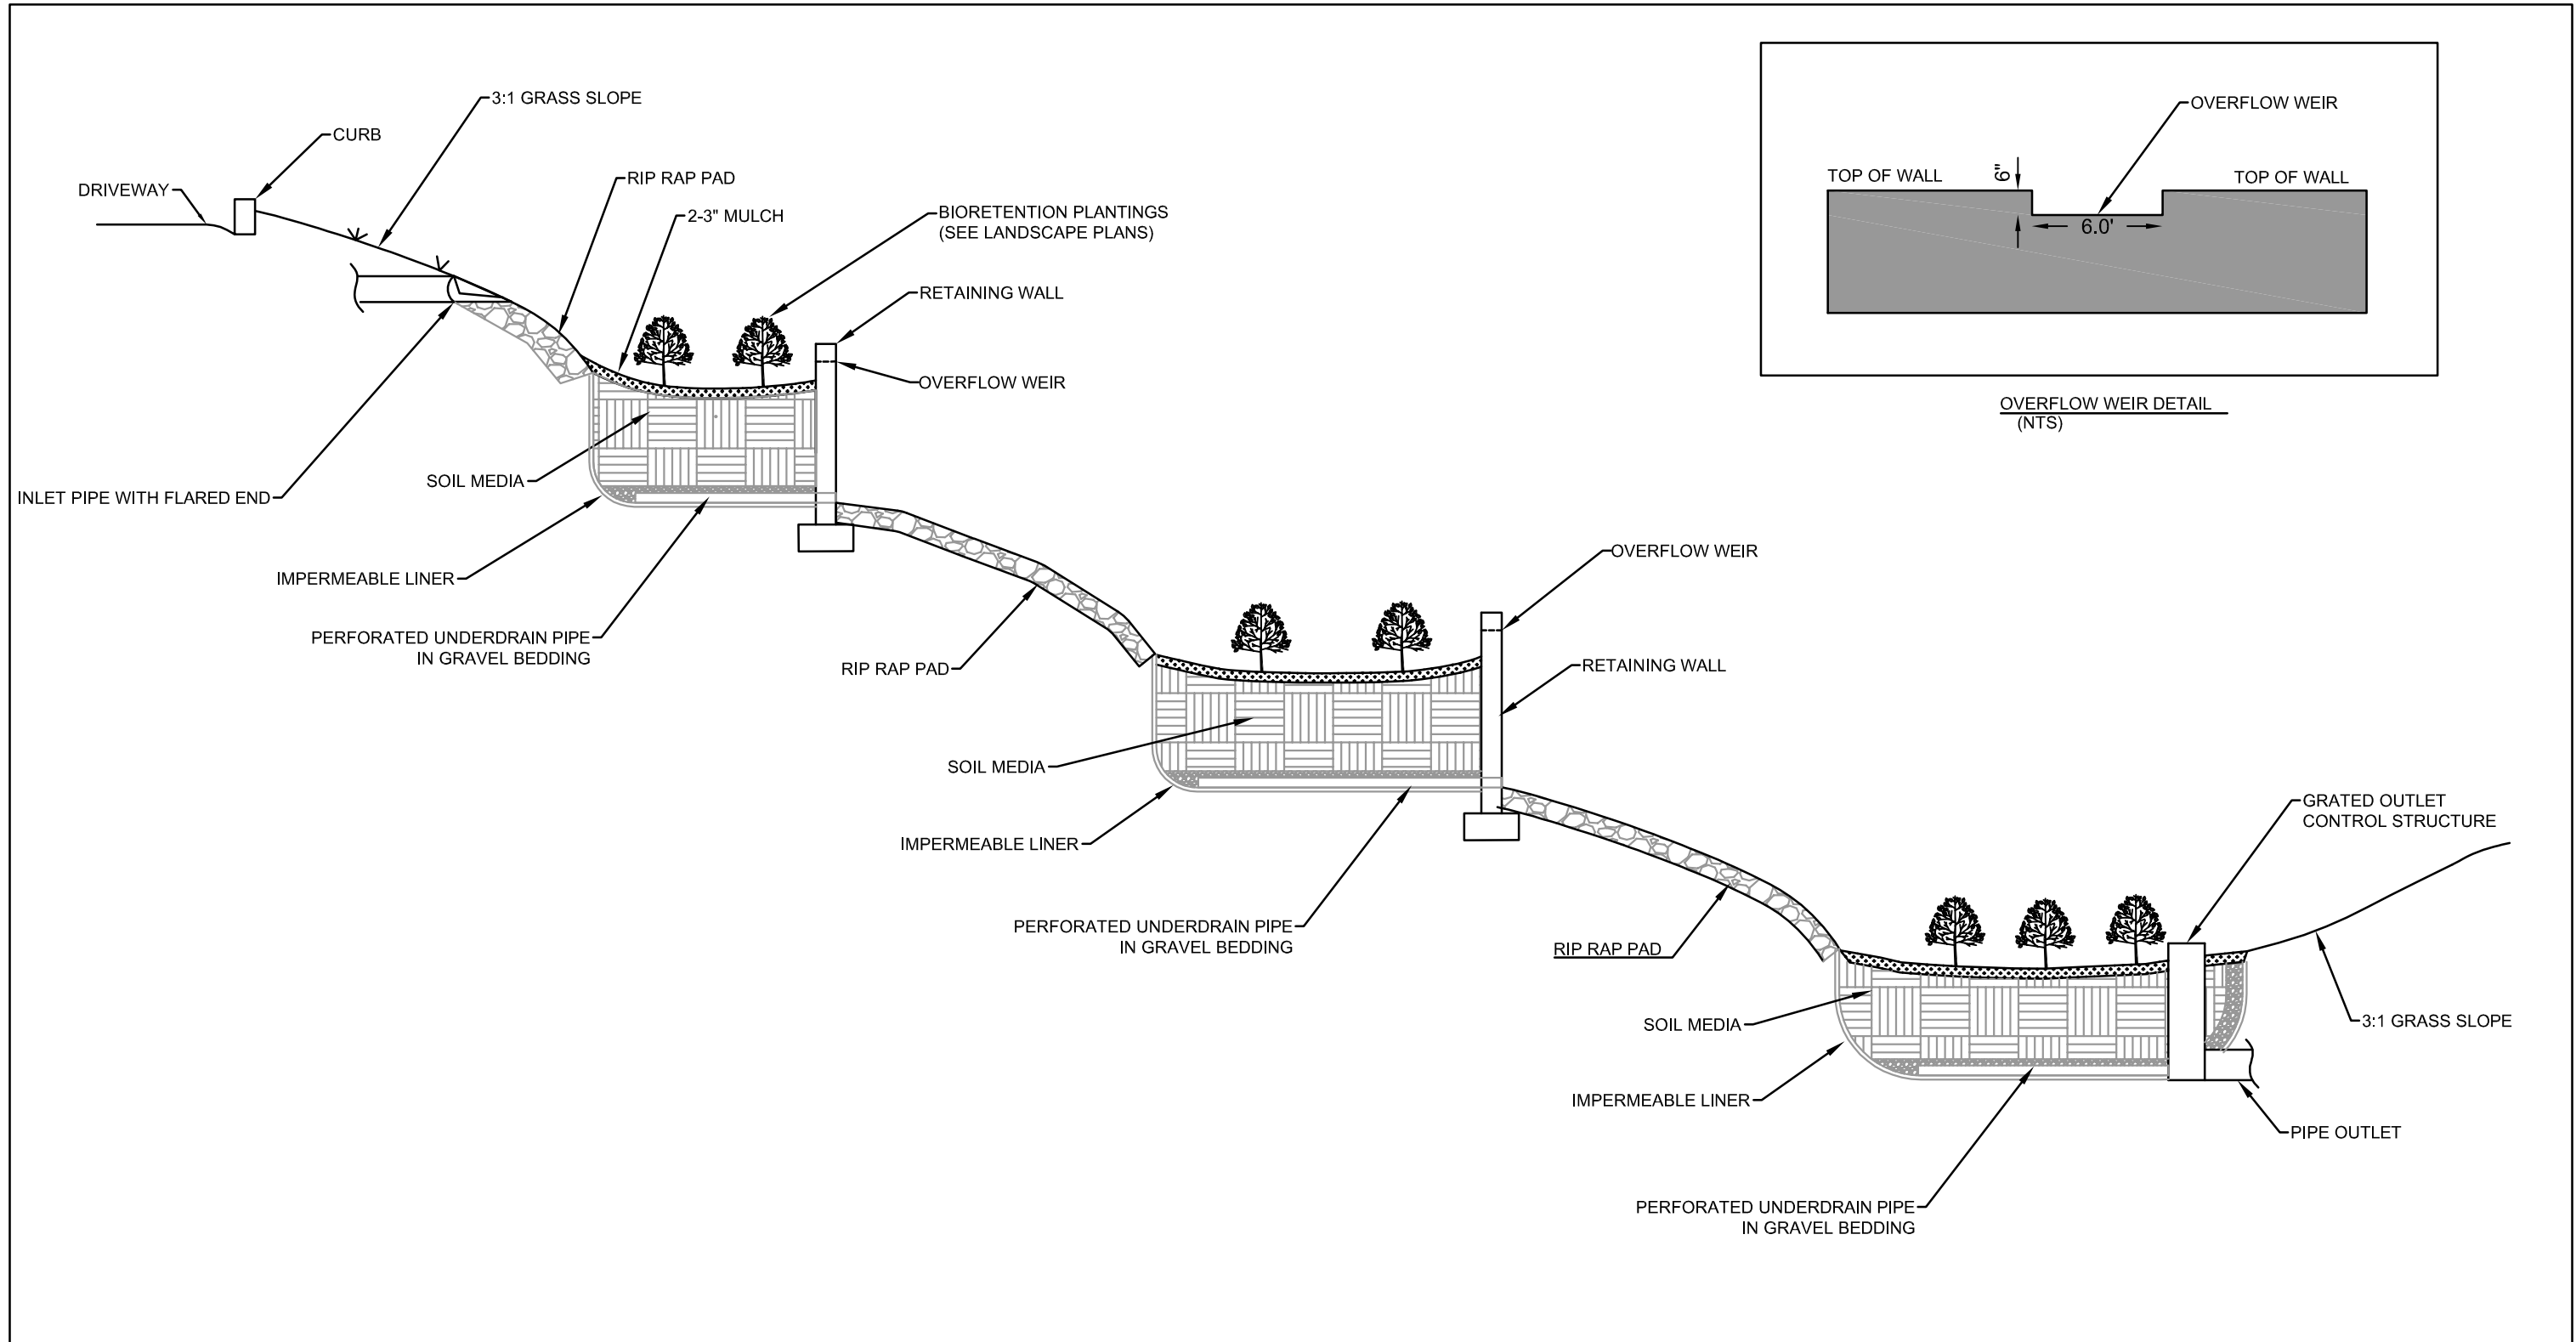 3:1 GRASS SLOPE
CURB
DRIVEWAY
RIP RAP PAD
2-3" MULCH
BIORETENTION PLANTINGS
(SEE LANDSCAPE PLANS)
RETAINING WALL
OVERFLOW WEIR
SOIL MEDIA
INLET PIPE WITH FLARED END
IMPERMEABLE LINER
PERFORATED UNDERDRAIN PIPE
IN GRAVEL BEDDING
RIP RAP PAD
OVERFLOW WEIR
TOP OF WALL
6"
TOP OF WALL
6.0'
OVERFLOW WEIR DETAIL
(NTS)
OVERFLOW WEIR
RETAINING WALL
SOIL MEDIA
IMPERMEABLE LINER
PERFORATED UNDERDRAIN PIPE
IN GRAVEL BEDDING
RIP RAP PAD
GRATED OUTLET
CONTROL STRUCTURE
SOIL MEDIA
3:1 GRASS SLOPE
IMPERMEABLE LINER
PIPE OUTLET
PERFORATED UNDERDRAIN PIPE
IN GRAVEL BEDDING